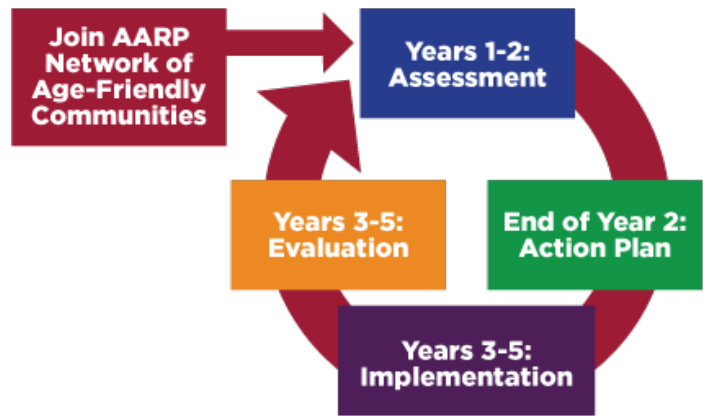 Join AARP
Network of
Age-Friendly
Communities
Years 1-2:
Assessment
End of Year 2:
Action Plan
Years 3-5:
Implementation
Years 3-5:
Evaluation